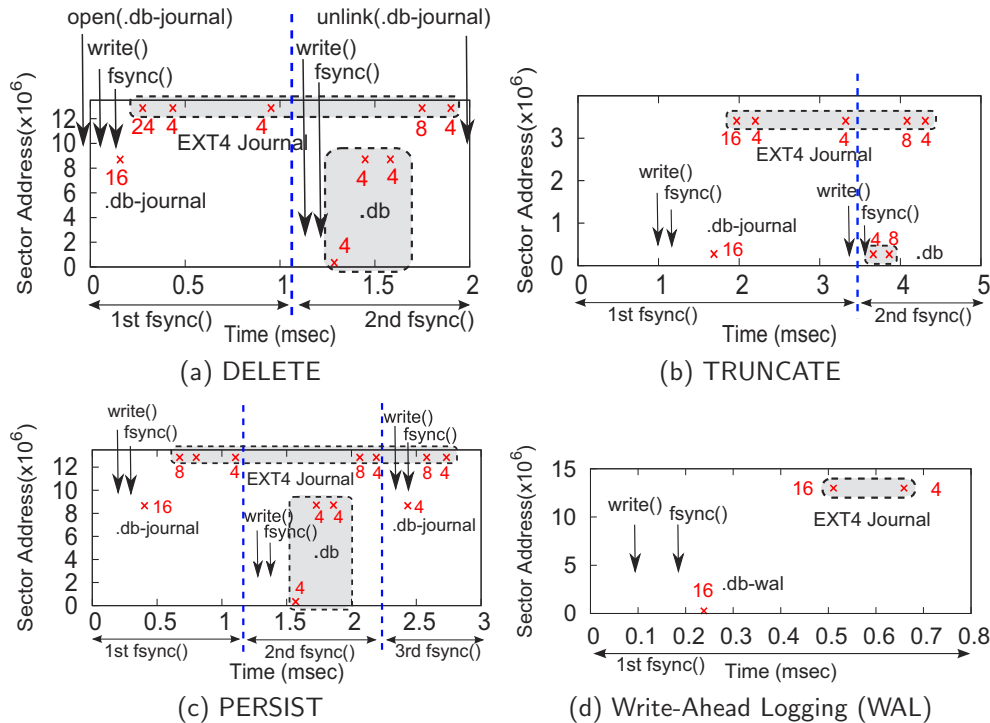 open(.db-journal)
unlink(.db-journal)
write()
fsync()
write()
fsync()
Sector Address(x10^6)
12
10
8
6
4
2
0
24 4 4 8 4
EXT4 Journal
16
.db-journal
4 4
.db
4
0 0.5 1 1.5 2
1st fsync() 2nd fsync()
Time (msec)
(a) DELETE
Sector Address(x10^6)
3
2
1
0
16 4 4 8 4
EXT4 Journal
write()
fsync()
.db-journal
16
write()
fsync()
4 8
.db
0 1 2 3 4 5
1st fsync() 2nd fsync()
Time (msec)
(b) TRUNCATE
write()
fsync()
write()
fsync()
Sector Address(x10^6)
12
10
8
6
4
2
0
8 4 8 4 8 4
EXT4 Journal
16
.db-journal
write()
fsync()
4 4
.db
4
4
.db-journal
0 0.5 1 1.5 2 2.5 3
1st fsync() 2nd fsync() 3rd fsync()
Time (msec)
(c) PERSIST
Sector Address(x10^6)
15
10
5
0
16 4
EXT4 Journal
write()
fsync()
16 .db-wal
0 0.1 0.2 0.3 0.4 0.5 0.6 0.7 0.8
1st fsync()
Time (msec)
(d) Write-Ahead Logging (WAL)